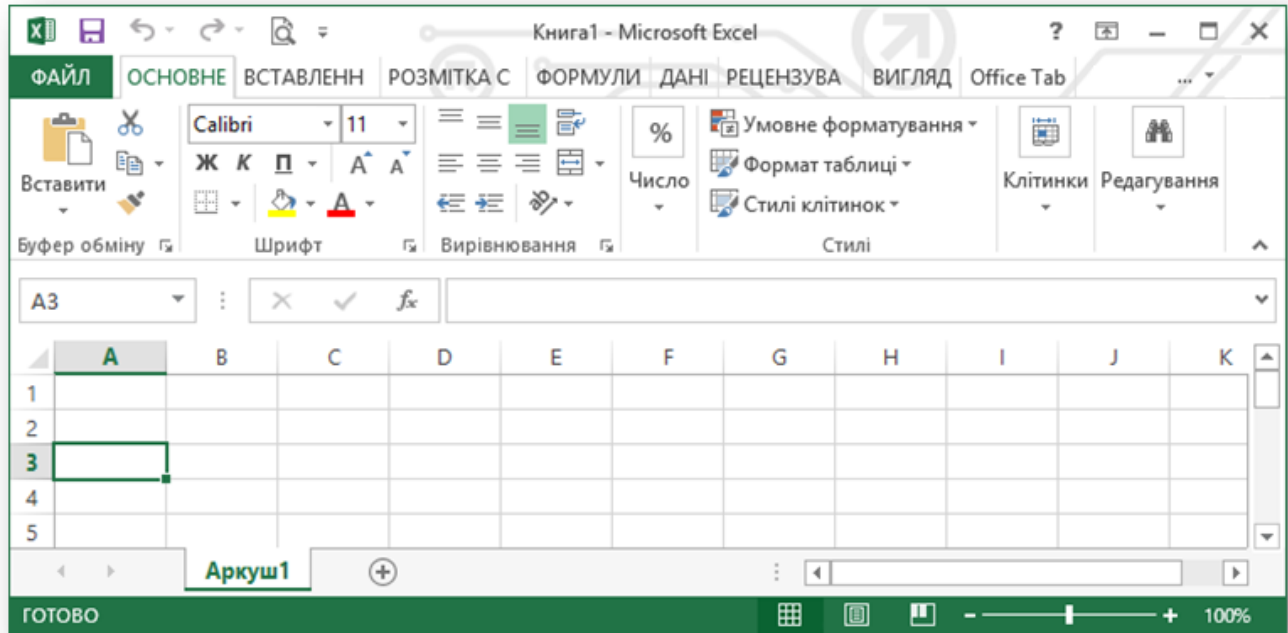 Книга1 - Microsoft Excel ?
ФАЙЛ ОСНОВНЕ ВСТАВЛЕНН РОЗМІТКА С ФОРМУЛИ ДАНІ РЕЦЕНЗУВА ВИГЛЯД Office Tab ...
Calibri 11
Ж К П А А
А
Вставити
Буфер обміну
Шрифт
Вирівнювання
%
Число
Умовне форматування
Формат таблиці
Стилі клітинок
Стилі
Клітинки
Редагування
A3 fx
A B C D E F G H I J K
1
2
3
4
5
Аркуш1
ГОТОВО 100%